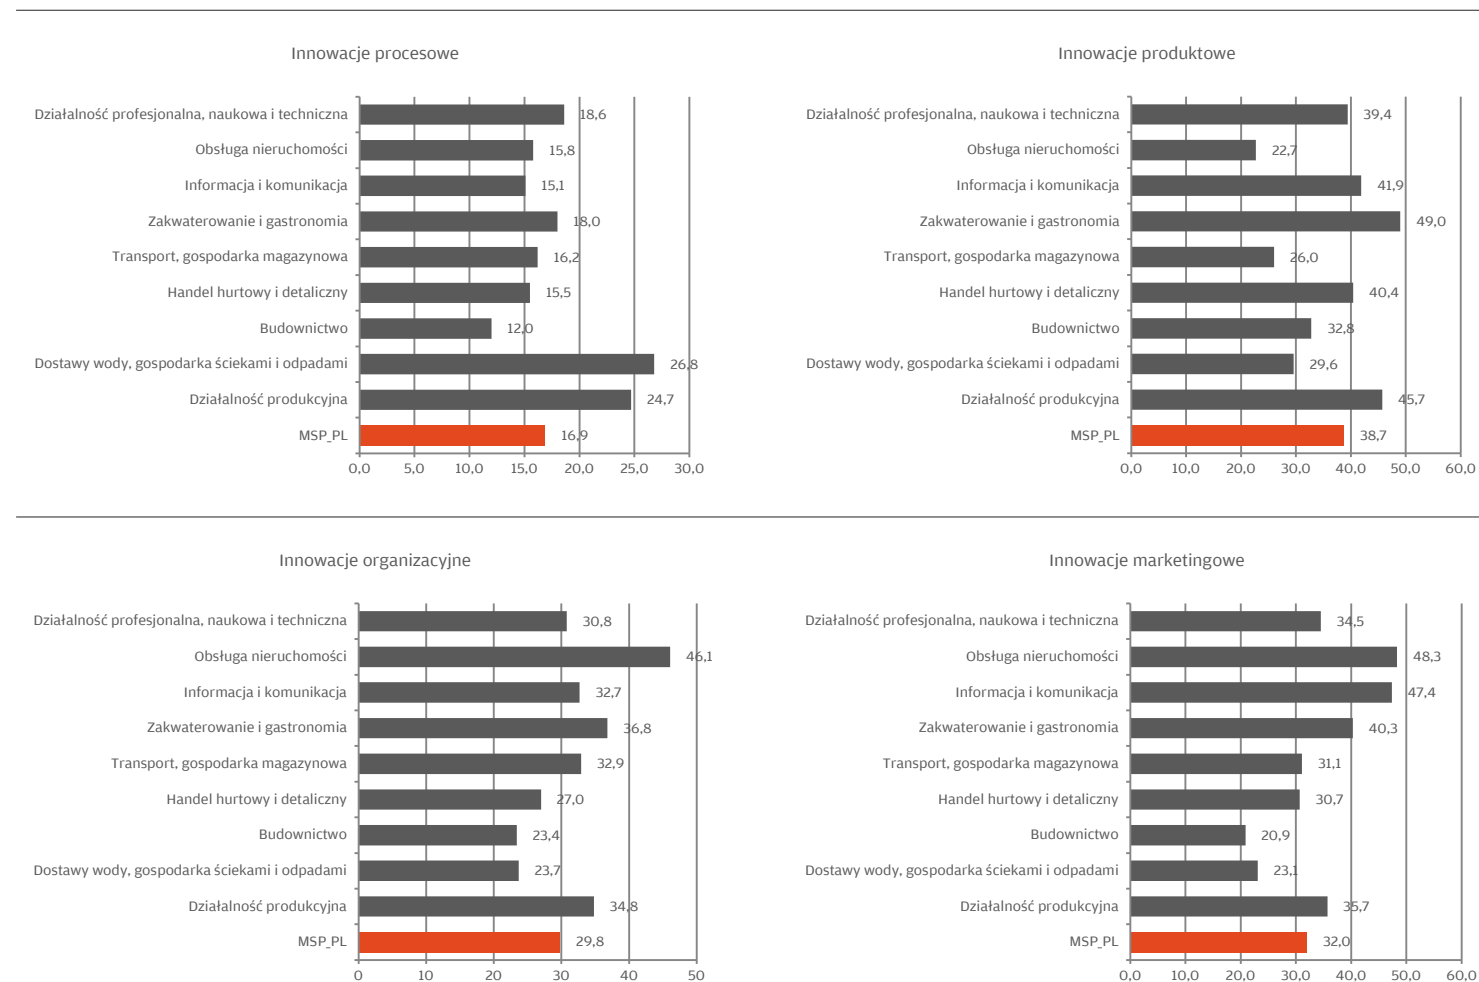 Innowacje procesowe
Działalność profesjonalna, naukowa i techniczna 18,6
Obsługa nieruchomości 15,8
Informacja i komunikacja 15,1
Zakwaterowanie i gastronomia 18,0
Transport, gospodarka magazynowa 16,2
Handel hurtowy i detaliczny 15,5
Budownictwo 12,0
Dostawy wody, gospodarka ściekami i odpadami 26,8
Działalność produkcyjna 24,7
MSP_PL 16,9
0,0 5,0 10,0 15,0 20,0 25,0 30,0
Innowacje produktowe
Działalność profesjonalna, naukowa i techniczna 39,4
Obsługa nieruchomości 22,7
Informacja i komunikacja 41,9
Zakwaterowanie i gastronomia 49,0
Transport, gospodarka magazynowa 26,0
Handel hurtowy i detaliczny 40,4
Budownictwo 32,8
Dostawy wody, gospodarka ściekami i odpadami 29,6
Działalność produkcyjna 45,7
MSP_PL 38,7
0,0 10,0 20,0 30,0 40,0 50,0 60,0
Innowacje organizacyjne
Działalność profesjonalna, naukowa i techniczna 30,8
Obsługa nieruchomości 46,1
Informacja i komunikacja 32,7
Zakwaterowanie i gastronomia 36,8
Transport, gospodarka magazynowa 32,9
Handel hurtowy i detaliczny 27,0
Budownictwo 23,4
Dostawy wody, gospodarka ściekami i odpadami 23,7
Działalność produkcyjna 34,8
MSP_PL 29,8
0 10 20 30 40 50
Innowacje marketingowe
Działalność profesjonalna, naukowa i techniczna 34,5
Obsługa nieruchomości 48,3
Informacja i komunikacja 47,4
Zakwaterowanie i gastronomia 40,3
Transport, gospodarka magazynowa 31,1
Handel hurtowy i detaliczny 30,7
Budownictwo 20,9
Dostawy wody, gospodarka ściekami i odpadami 23,1
Działalność produkcyjna 35,7
MSP_PL 32,0
0,0 10,0 20,0 30,0 40,0 50,0 60,0